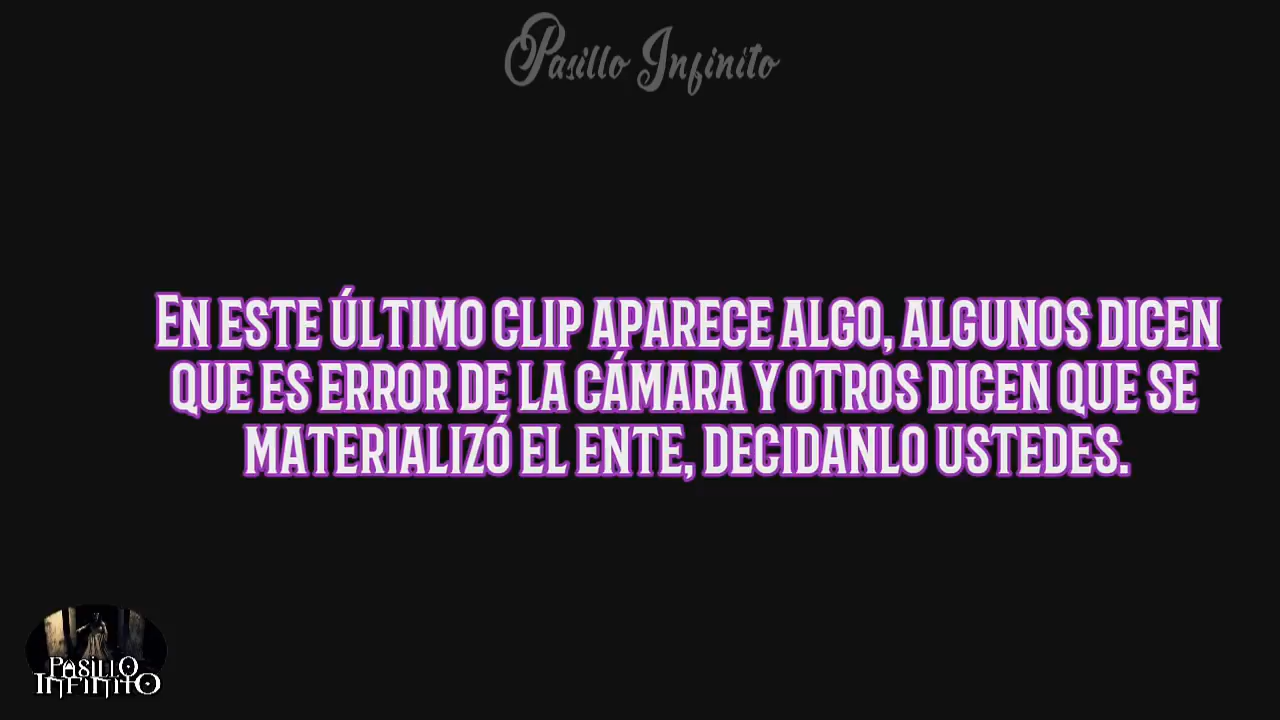 Pasillo Infinito
En este último clip aparece algo, algunos dicen
que es error de la cámara y otros dicen que se
materializó el ente, decidanlo ustedes.
Pasillo
Infinito